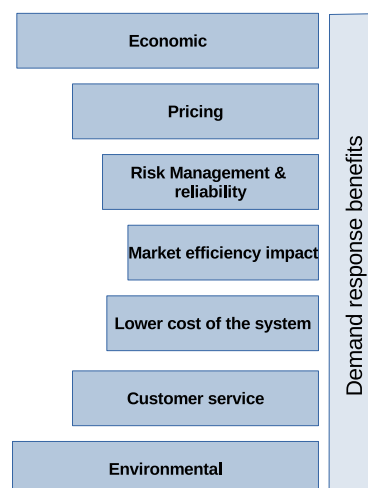 Economic
Pricing
Risk Management &
reliability
Market efficiency impact
Lower cost of the system
Customer service
Environmental
Demand response benefits